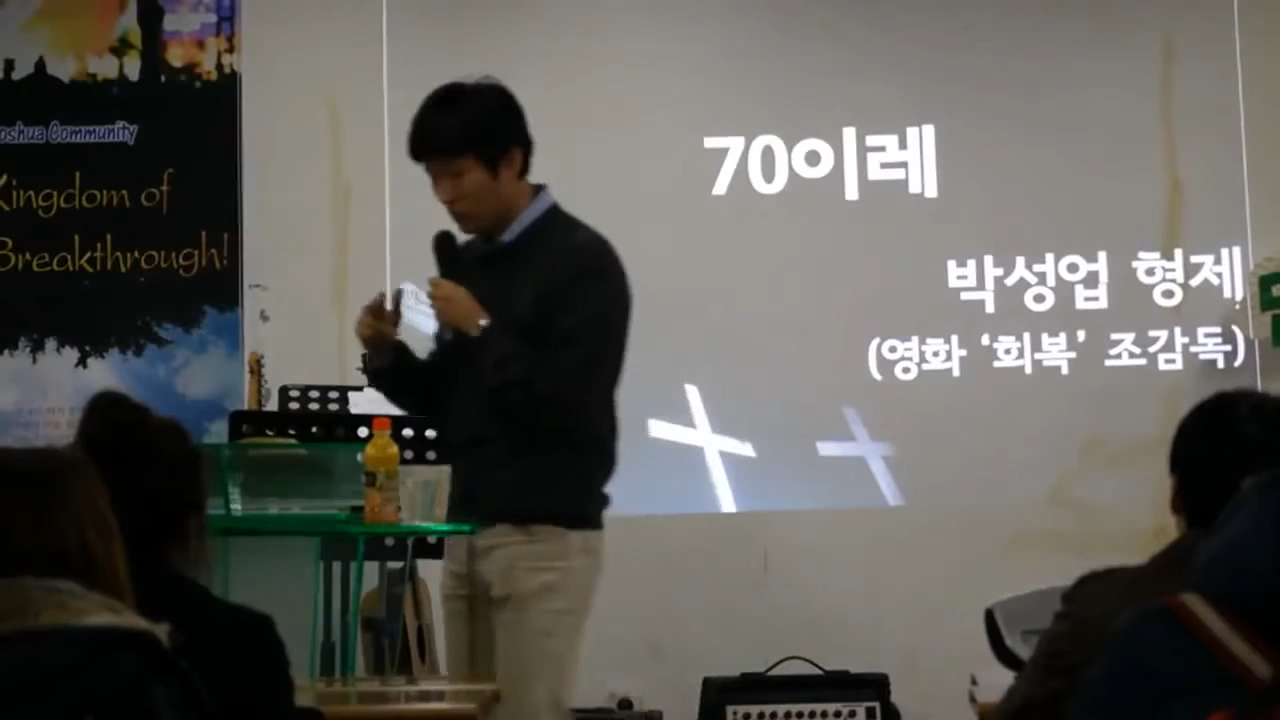 oshua Community
Kingdom of
Breakthrough!
70이레
박성업 형제
(영화 '회복' 조감독)